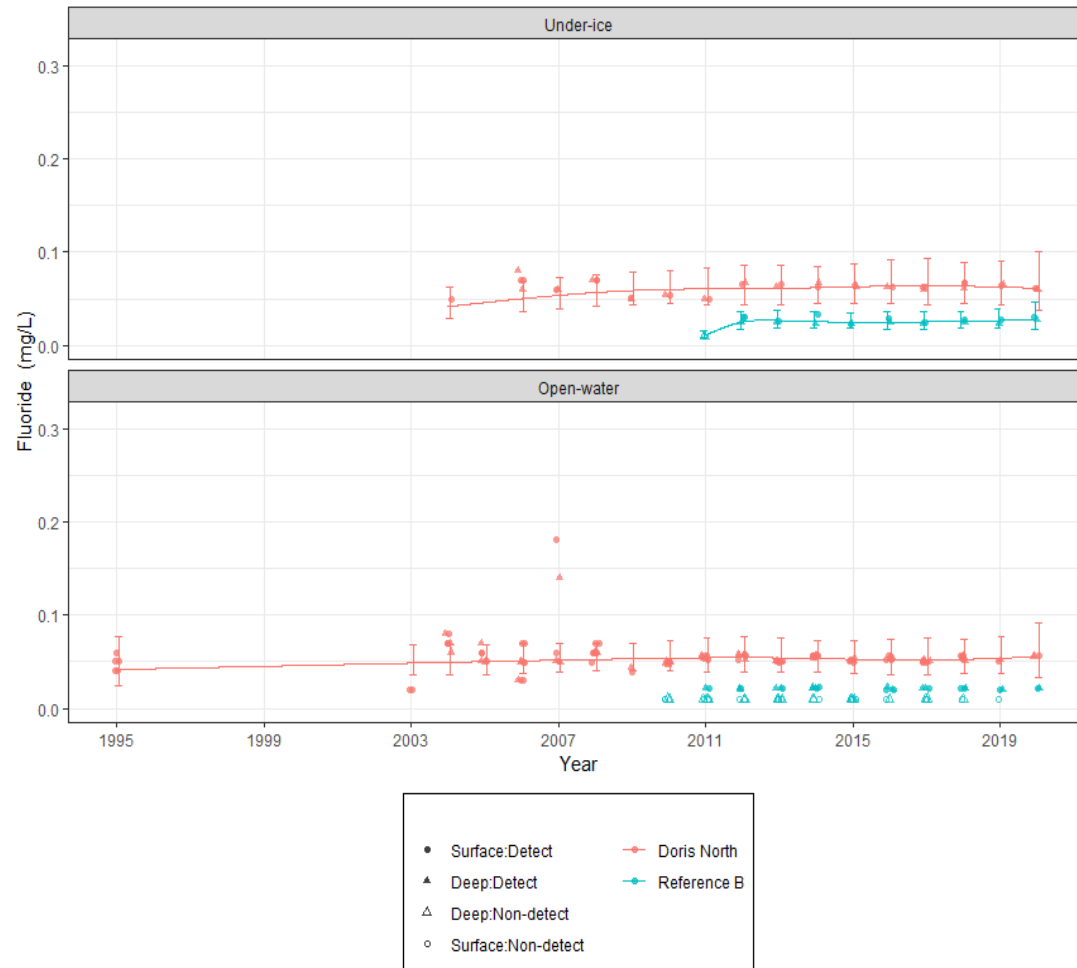 Under-ice
0.3
0.2
0.1
0.0
Open-water
0.3
0.2
0.1
0.0
Fluoride (mg/L)
1995 1999 2003 2007 2011 2015 2019
Year
Surface:Detect
Deep:Detect
Deep:Non-detect
Surface:Non-detect
Doris North
Reference B